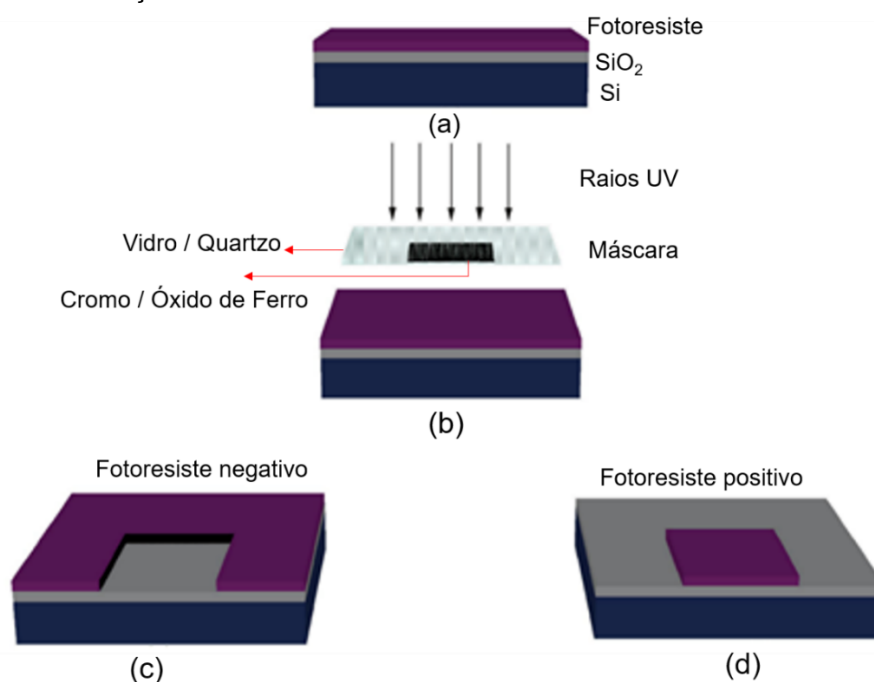 Fotoresiste
SiO₂
Si
(a)
Raios UV
Vidro / Quartzo
Máscara
Cromo / Óxido de Ferro
(b)
Fotoresiste negativo
Fotoresiste positivo
(c)
(d)